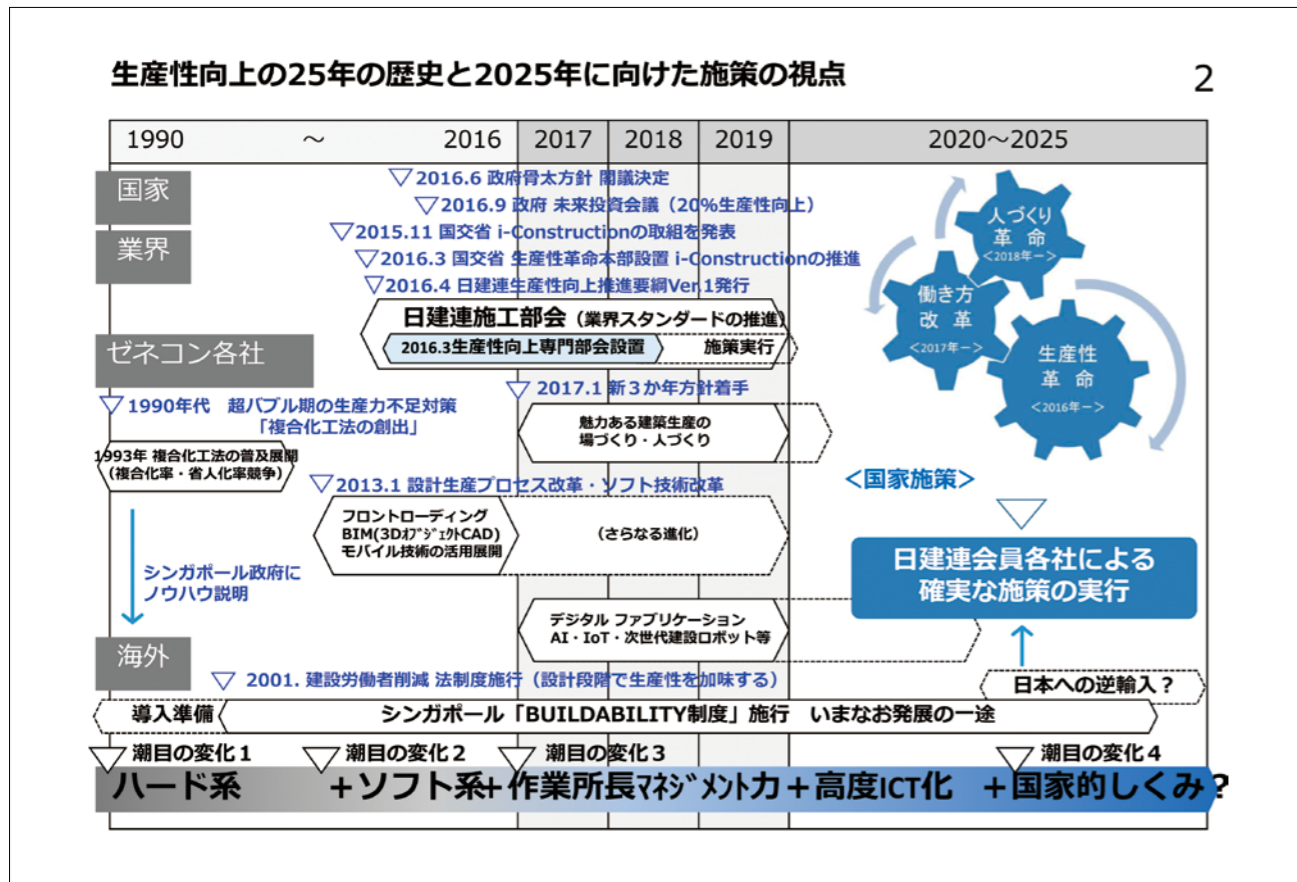 生産性向上の25年の歴史と2025年に向けた施策の視点
2
1990 ～ 2016 2017 2018 2019 2020～2025
国家
▽2016.6 政府骨太方針 閣議決定
▽2016.9 政府 未来投資会議（20%生産性向上）
業界
▽2015.11 国交省 i-Constructionの取組を発表
▽2016.3 国交省 生産性革命本部設置 i-Constructionの推進
▽2016.4 日建連生産性向上推進要綱Ver.1発行
日建連施工部会（業界スタンダードの推進）
2016.3生産性向上専門部会設置 施策実行
人づくり
革 命
<2018年ー>
働き方
改 革
<2017年ー>
生産性
革 命
<2016年ー>
ゼネコン各社
▽2017.1 新３か年方針着手
▽1990年代　超バブル期の生産力不足対策
「複合化工法の創出」
魅力ある建築生産の
場づくり・人づくり
1993年 複合化工法の普及展開
（複合化率・省人化率競争）
▽2013.1 設計生産プロセス改革・ソフト技術改革
フロントローディング
BIM(3DｵﾌﾞｼﾞｪｸﾄCAD)
モバイル技術の活用展開
（さらなる進化）
＜国家施策＞
日建連会員各社による
確実な施策の実行
シンガポール政府に
ノウハウ説明
デジタル ファブリケーション
AI・IoT・次世代建設ロボット等
海外
▽ 2001. 建設労働者削減 法制度施行（設計段階で生産性を加味する）
日本への逆輸入？
導入準備
シンガポール「BUILDABILITY制度」施行　いまなお発展の一途
▽潮目の変化１ ▽潮目の変化２ ▽潮目の変化３ ▽潮目の変化４
ハード系 ＋ソフト系＋作業所長ﾏﾈｼﾞﾒﾝﾄ力＋高度ICT化 ＋国家的しくみ？